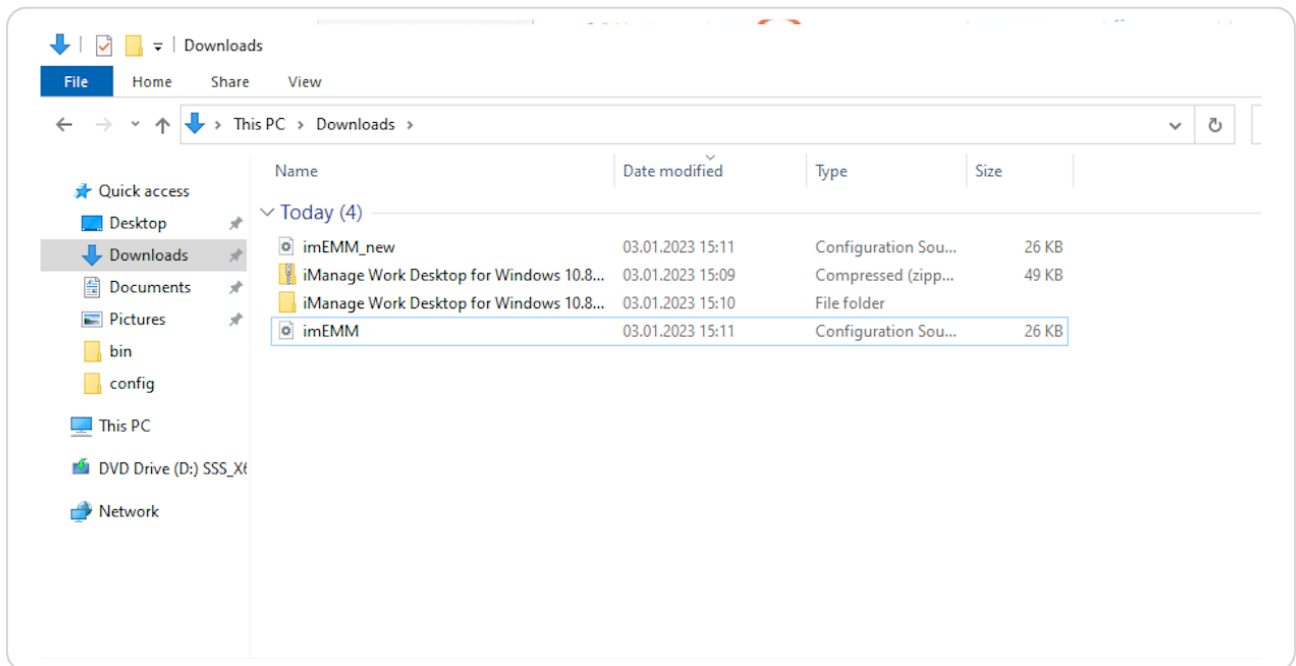 Downloads
File Home Share View
This PC > Downloads >
Name Date modified Type Size
Quick access
Desktop
Downloads
Documents
Pictures
bin
config
This PC
DVD Drive (D:) SSS_X6
Network
Today (4)
imEMM_new 03.01.2023 15:11 Configuration Sou... 26 KB
iManage Work Desktop for Windows 10.8... 03.01.2023 15:09 Compressed (zipp... 49 KB
iManage Work Desktop for Windows 10.8... 03.01.2023 15:10 File folder
imEMM 03.01.2023 15:11 Configuration Sou... 26 KB